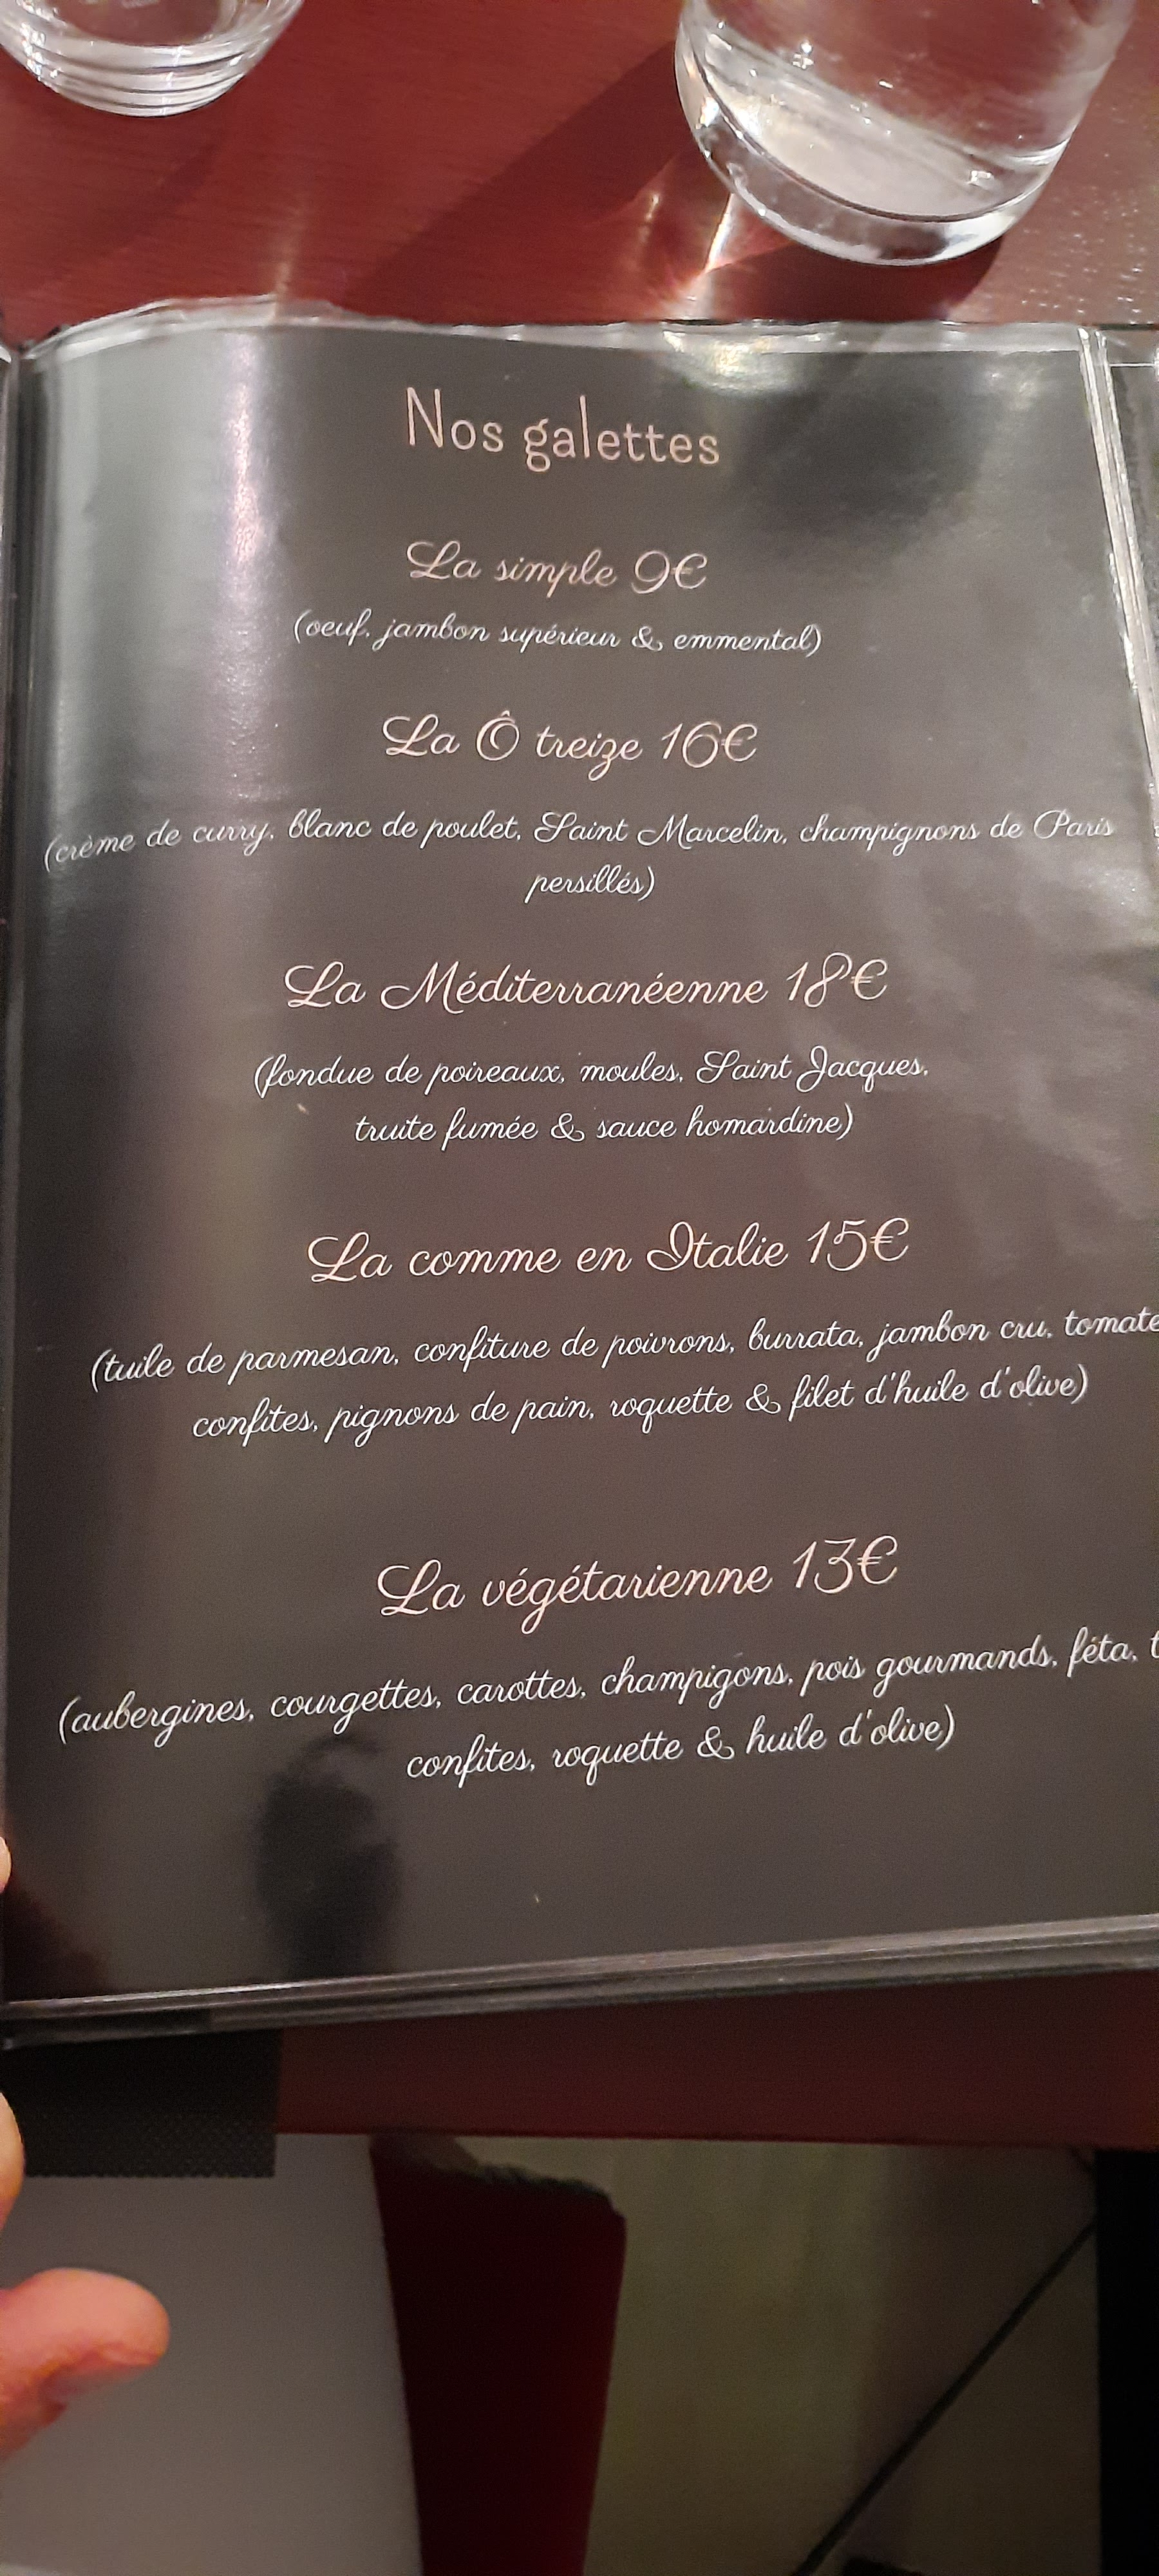 Nos galettes
La simple 9€
(oeuf, jambon supérieur & emmental)
La Ô treize 16€
(crème de curry, blanc de poulet, Saint Marcelin, champignons de Paris
persillés)
La Méditerranéenne 18€
(fondue de poireaux, moules, Saint Jacques,
truite fumée & sauce homardine)
La comme en Italie 15€
(tuile de parmesan, confiture de poivrons, burrata, jambon cru, tomate
confites, pignons de pain, roquette & filet d'huile d'olive)
La végétarienne 13€
(aubergines, courgettes, carottes, champigons, pois gourmands, féta,
confites, roquette & huile d'olive)